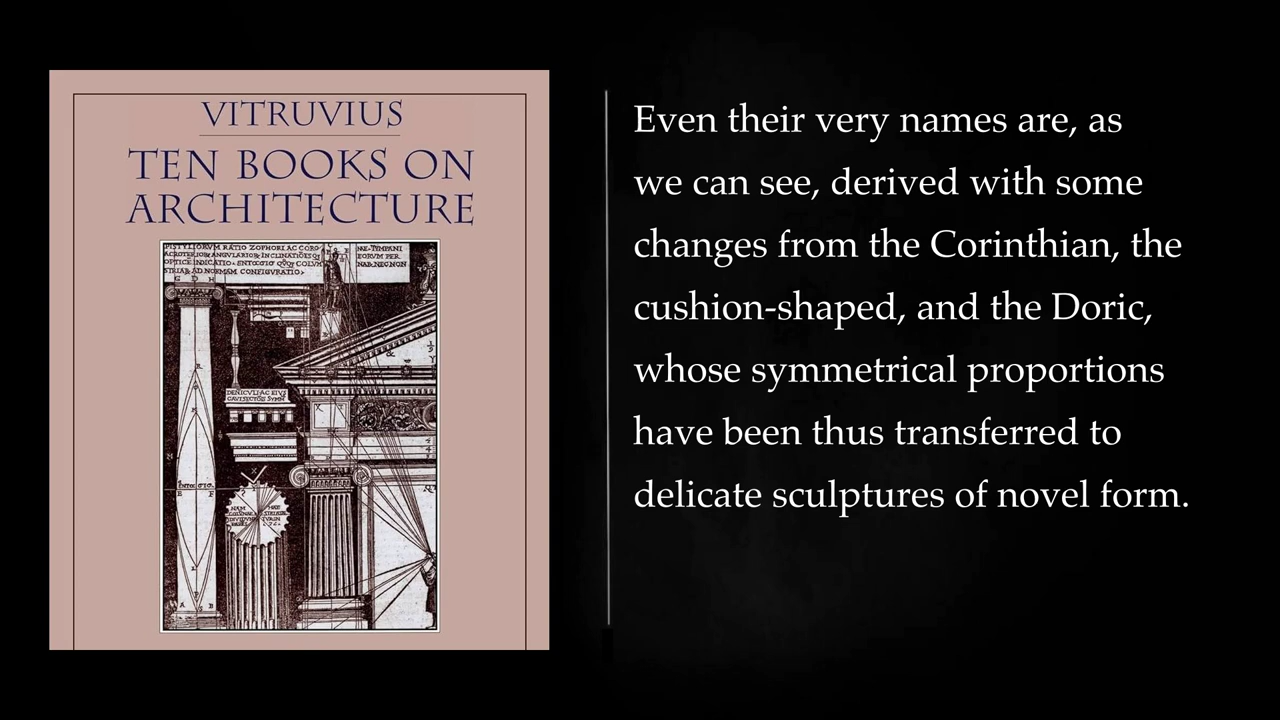 VITRUVIUS
TEN BOOKS ON
ARCHITECTURE
Even their very names are, as
we can see, derived with some
changes from the Corinthian, the
cushion-shaped, and the Doric,
whose symmetrical proportions
have been thus transferred to
delicate sculptures of novel form.